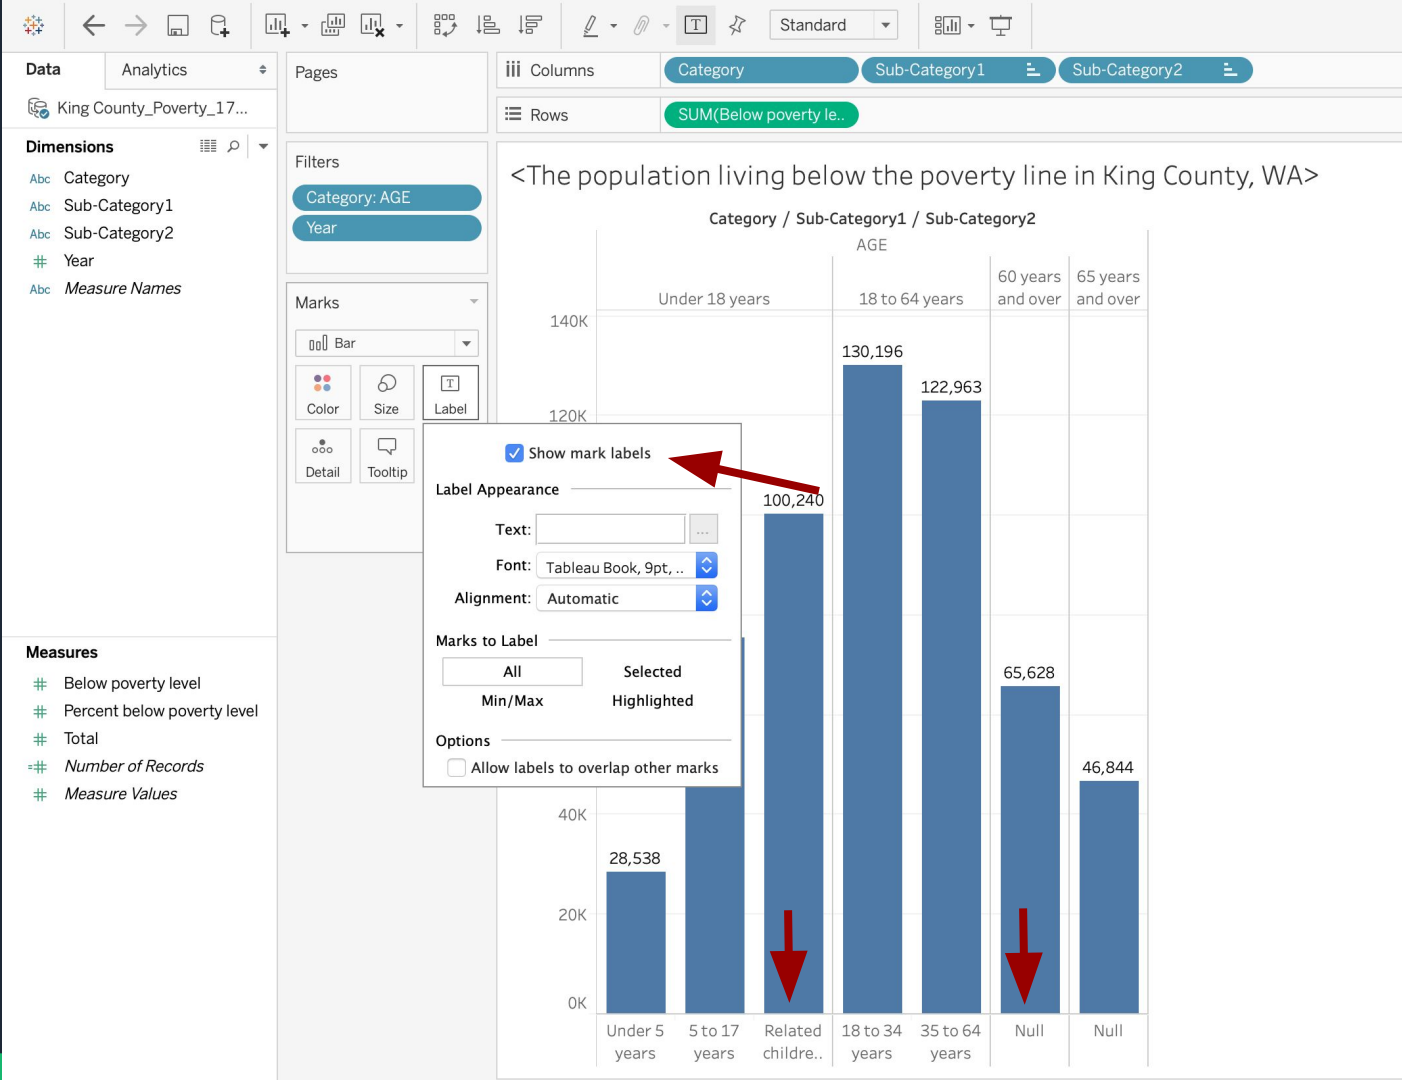 Standard
Data
Analytics
King County_Poverty_17...
Dimensions
Abc Category
Abc Sub-Category1
Abc Sub-Category2
# Year
Abc Measure Names
Measures
# Below poverty level
# Percent below poverty level
# Total
=# Number of Records
# Measure Values
Pages
Filters
Category: AGE
Year
Marks
Bar
Color
Size
T
Label
Detail
Tooltip
Show mark labels
Label Appearance
Text:
...
Font: Tableau Book, 9pt, ..
Alignment: Automatic
Marks to Label
All Selected
Min/Max Highlighted
Options
Allow labels to overlap other marks
Columns Category Sub-Category1 Sub-Category2
Rows SUM(Below poverty le..
<The population living below the poverty line in King County, WA>
Category / Sub-Category1 / Sub-Category2
AGE
Under 18 years
18 to 64 years
60 years
and over
65 years
and over
140K
120K
40K
20K
0K
28,538
100,240
130,196
122,963
65,628
46,844
Under 5
years
5 to 17
years
Related
childre..
18 to 34
years
35 to 64
years
Null
Null